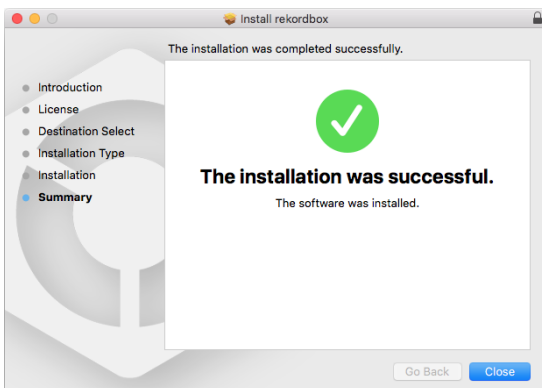 Install rekordbox
The installation was completed successfully.
Introduction
License
Destination Select
Installation Type
Installation
Summary
The installation was successful.
The software was installed.
Go Back
Close